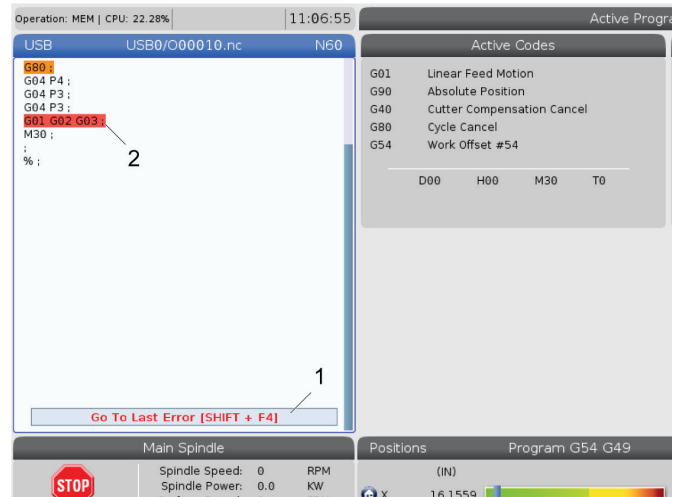 Operation: MEM | CPU: 22.28%
11:06:55
Active Progra
USB USB0/O00010.nc N60
G80 ;
G04 P4 ;
G04 P3 ;
G04 P3 ;
G01 G02 G03 ;
M30 ;
;
% ;
2
1
Go To Last Error [SHIFT + F4]
Active Codes
G01 Linear Feed Motion
G90 Absolute Position
G40 Cutter Compensation Cancel
G80 Cycle Cancel
G54 Work Offset #54
D00 H00 M30 T0
Main Spindle
STOP
Spindle Speed: 0 RPM
Spindle Power: 0.0 KW
Positions Program G54 G49
(IN)
X 16.1559